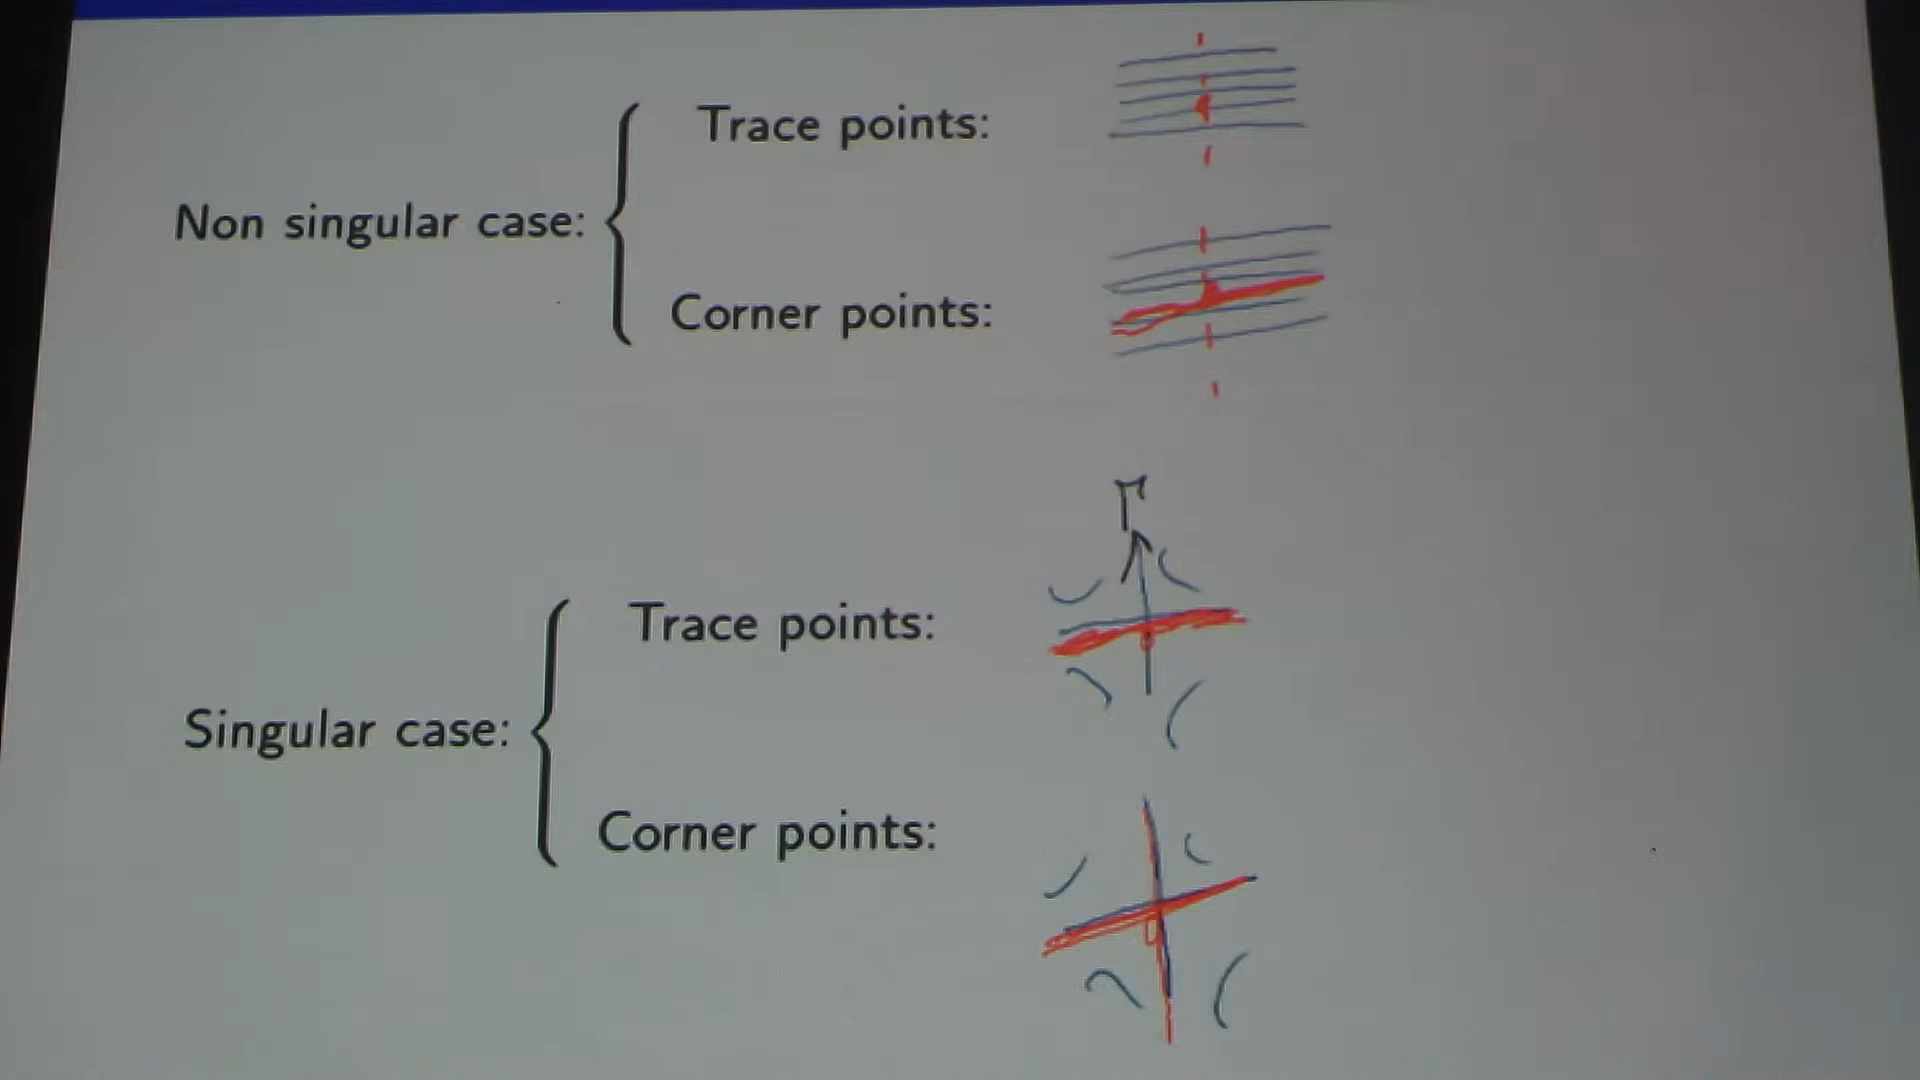 Trace points:
Non singular case:
Corner points:
Γ
Trace points:
Singular case:
Corner points: